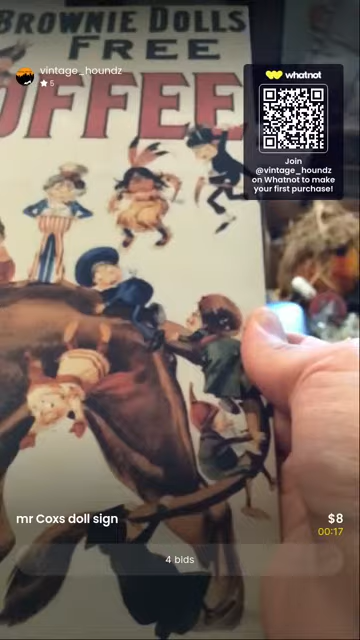 BROWNIE DOLLS
FREE
OFFEE
vintage_houndz
★ 5
whatnot
Join
@vintage_houndz
on Whatnot to make
your first purchase!
mr Coxs doll sign
$8
00:17
4 bids